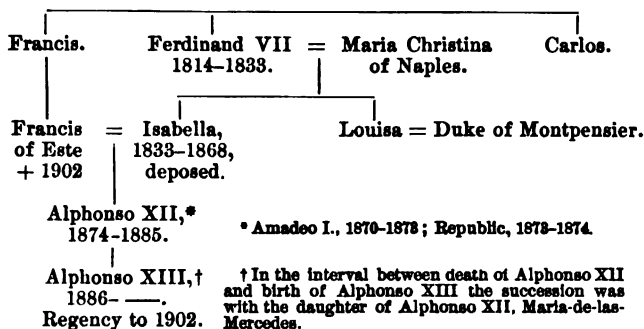 Francis. Ferdinand VII = Maria Christina Carlos.
1814–1833. of Naples.
Francis = Isabella, Louisa = Duke of Montpensier.
of Este 1833–1868,
+ 1902 deposed.
Alphonso XII,*
1874–1885.
* Amadeo I., 1870–1873; Republic, 1873–1874.
Alphonso XIII,†
1886– ——.
Regency to 1902.
† In the interval between death of Alphonso XII
and birth of Alphonso XIII the succession was
with the daughter of Alphonso XII, Maria-de-las-
Mercedes.